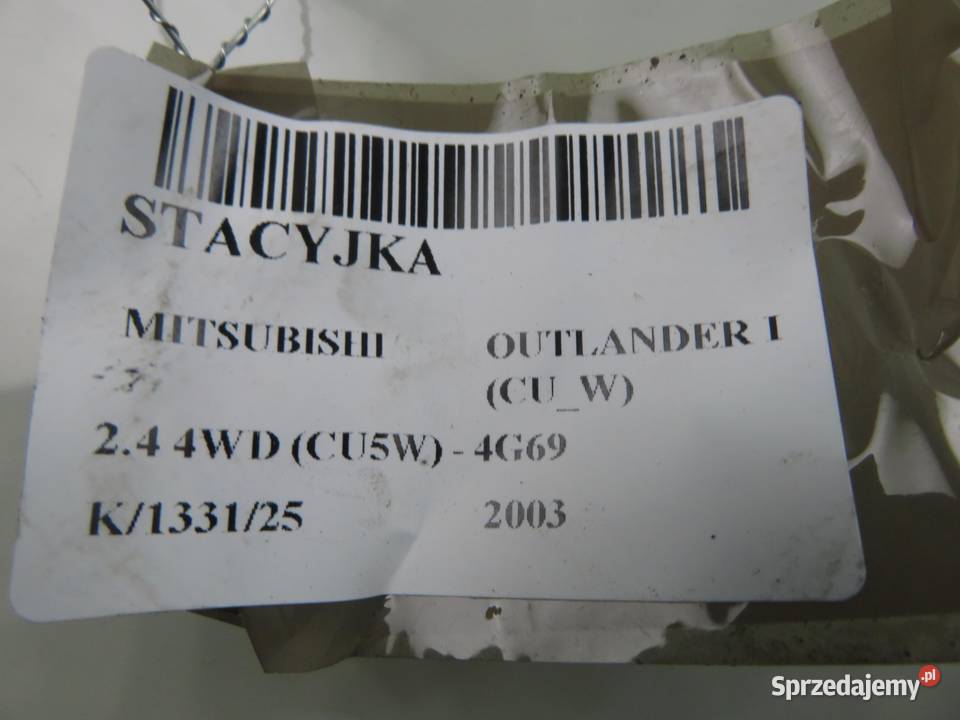 STACYJKA
MITSUBISHI OUTLANDER I
(CU_W)
2.4 4WD (CU5W) - 4G69
K/1331/25 2003
Sprzedajemy.pl